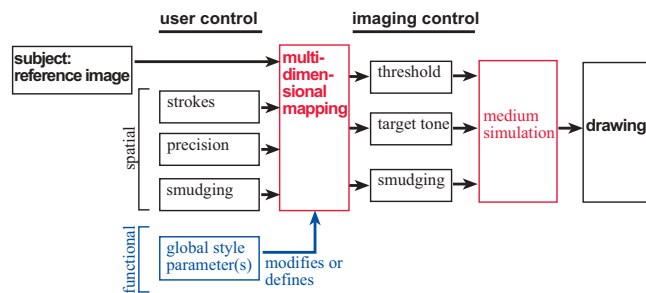 user control
imaging control
subject:
reference image
multi-
dimen-
sional
mapping
threshold
strokes
target tone
medium
simulation
drawing
spatial
precision
smudging
smudging
functional
global style
parameter(s)
modifies or
defines